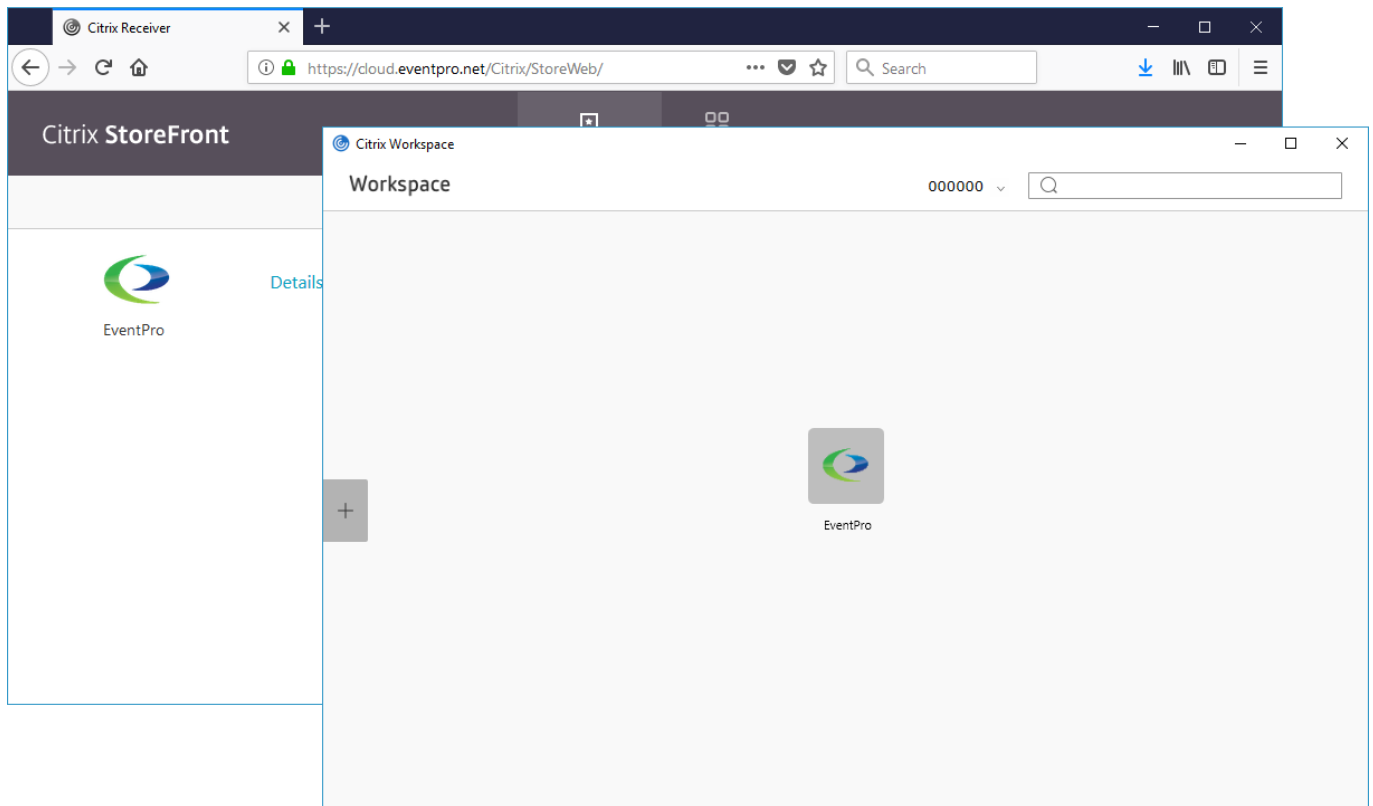 Citrix Receiver
https://cloud.eventpro.net/Citrix/StoreWeb/
Search
Citrix StoreFront
Details
EventPro
Citrix Workspace
Workspace
000000
EventPro